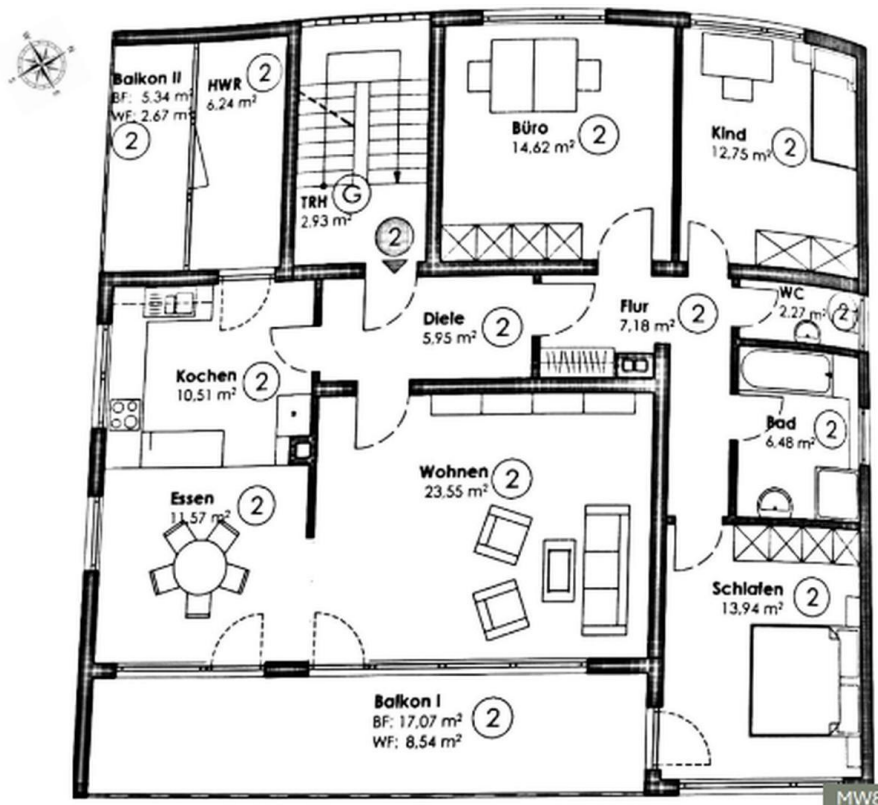 Balkon II
BF: 5.34 m²
WF: 2.67 m²
2
HWR
6,24 m²
2
TRH
2,93 m²
G
2
Büro
14,62 m²
2
Kind
12,75 m²
2
WC
2,27 m²
2
Diele
5,95 m²
2
Flur
7,18 m²
2
Kochen
10,51 m²
2
Bad
6,48 m²
2
Essen
11,57 m²
2
Wohnen
23,55 m²
2
Schlafen
13,94 m²
2
Balkon I
BF: 17,07 m²
WF: 8,54 m²
2